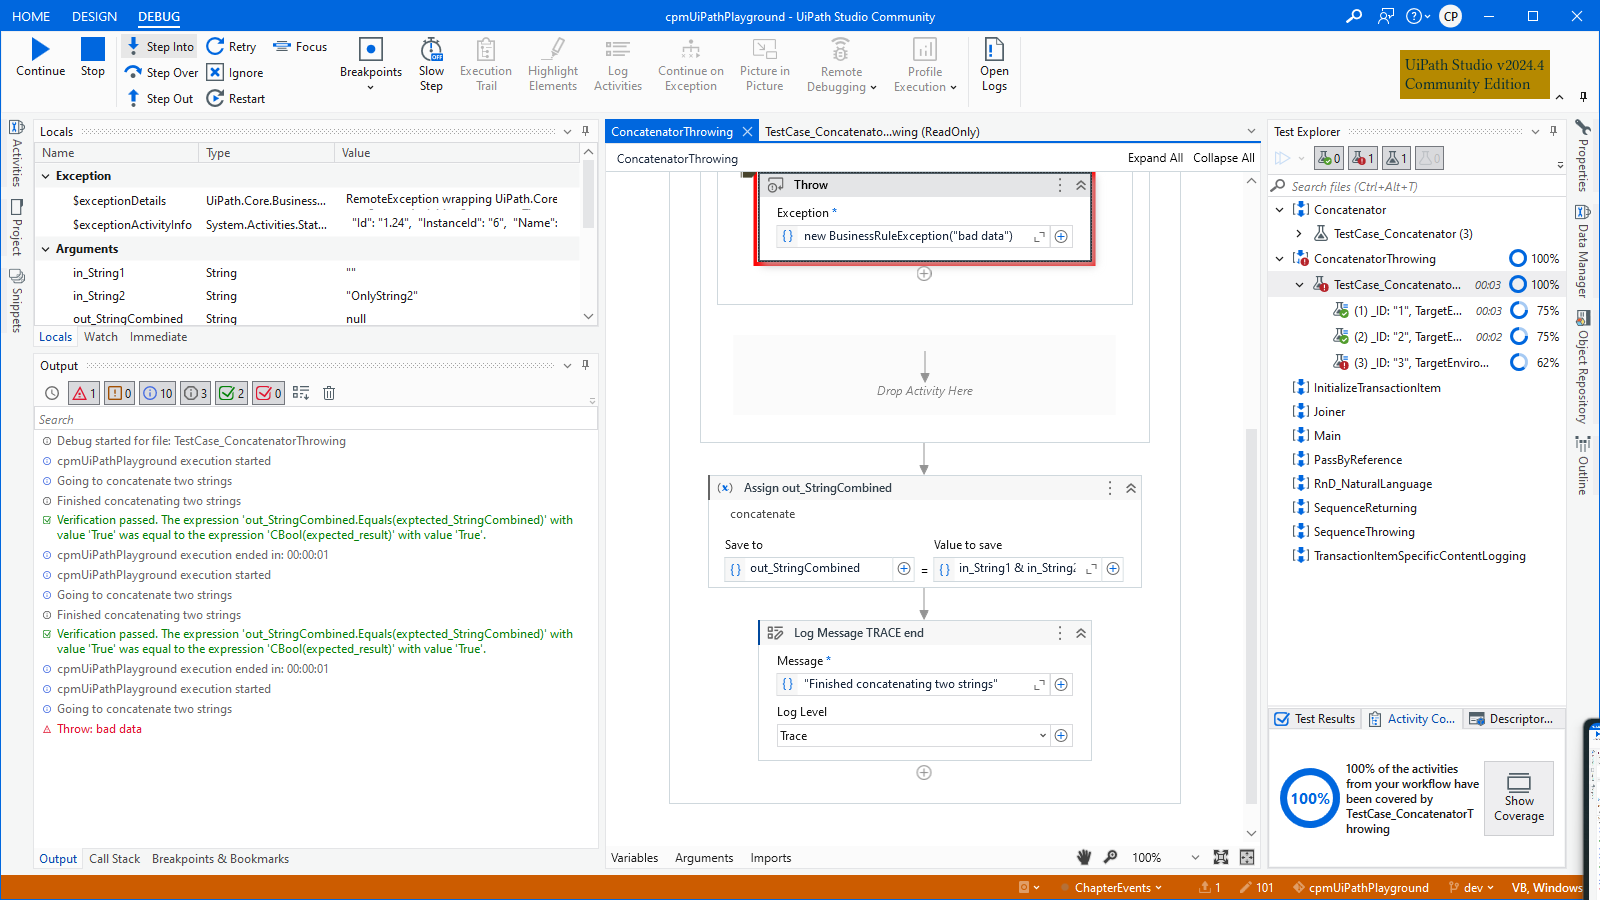 HOME DESIGN DEBUG cpmUiPathPlayground - UiPath Studio Community CP
Continue Stop Step Into Step Over Step Out Retry Ignore Restart Focus
Breakpoints
Slow Step
Execution Trail
Highlight Elements
Log Activities
Continue on Exception
Picture in Picture
Remote Debugging
Profile Execution
Open Logs
UiPath Studio v2024.4
Community Edition
Activities
Project
Snippets
Locals
Name Type Value
Exception
$exceptionDetails UiPath.Core.Business... RemoteException wrapping UiPath.Core
$exceptionActivityInfo System.Activities.Stat... "Id": "1.24", "InstanceId": "6", "Name":
Arguments
in_String1 String ""
in_String2 String "OnlyString2"
out_StringCombined String null
Locals Watch Immediate
Output
1 0 10 3 2 0
Search
Debug started for file: TestCase_ConcatenatorThrowing
cpmUiPathPlayground execution started
Going to concatenate two strings
Finished concatenating two strings
Verification passed. The expression 'out_StringCombined.Equals(exptected_StringCombined)' with
value 'True' was equal to the expression 'CBool(expected_result)' with value 'True'.
cpmUiPathPlayground execution ended in: 00:00:01
cpmUiPathPlayground execution started
Going to concatenate two strings
Finished concatenating two strings
Verification passed. The expression 'out_StringCombined.Equals(exptected_StringCombined)' with
value 'True' was equal to the expression 'CBool(expected_result)' with value 'True'.
cpmUiPathPlayground execution ended in: 00:00:01
cpmUiPathPlayground execution started
Going to concatenate two strings
Throw: bad data
Output Call Stack Breakpoints & Bookmarks
ConcatenatorThrowing TestCase_Concatenato...wing (ReadOnly)
ConcatenatorThrowing Expand All Collapse All
Throw
Exception *
{} new BusinessRuleException("bad data")
Drop Activity Here
(x) Assign out_StringCombined
concatenate
Save to Value to save
{} out_StringCombined = {} in_String1 & in_String2
Log Message TRACE end
Message *
{} "Finished concatenating two strings"
Log Level
Trace
Variables Arguments Imports 100%
Test Explorer
0 1 1 0
Search files (Ctrl+Alt+T)
Concatenator
TestCase_Concatenator (3)
ConcatenatorThrowing 100%
TestCase_Concatenato... 00:03 100%
(1) _ID: "1", TargetE... 00:03 75%
(2) _ID: "2", TargetE... 00:02 75%
(3) _ID: "3", TargetEnviro... 62%
InitializeTransactionItem
Joiner
Main
PassByReference
RnD_NaturalLanguage
SequenceReturning
SequenceThrowing
TransactionItemSpecificContentLogging
Test Results Activity Co... Descriptor...
100%
100% of the activities
from your workflow have
been covered by
TestCase_ConcatenatorT
hrowing
Show Coverage
Properties
Data Manager
Object Repository
Outline
ChapterEvents 1 101 cpmUiPathPlayground dev VB, Windows